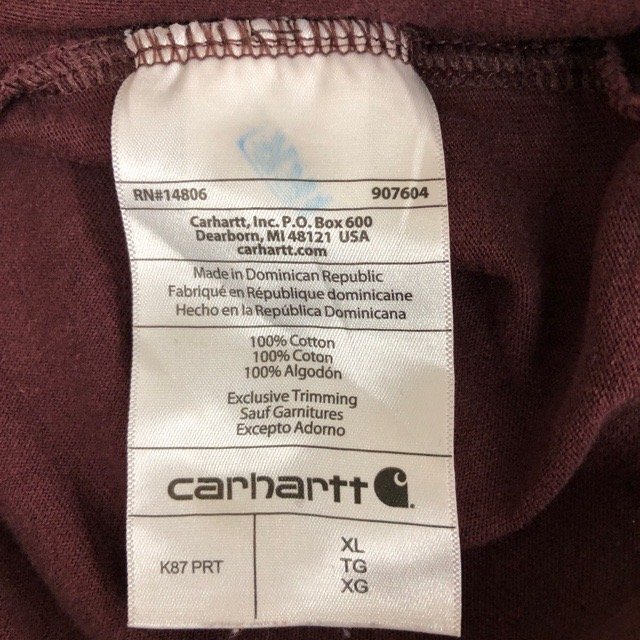 RN#14806 907604
Carhartt, Inc. P.O. Box 600
Dearborn, MI 48121 USA
carhartt.com
Made in Dominican Republic
Fabriqué en République dominicaine
Hecho en la República Dominicana
100% Cotton
100% Coton
100% Algodón
Exclusive Trimming
Sauf Garnitures
Excepto Adorno
carhartt
K87 PRT
XL
TG
XG